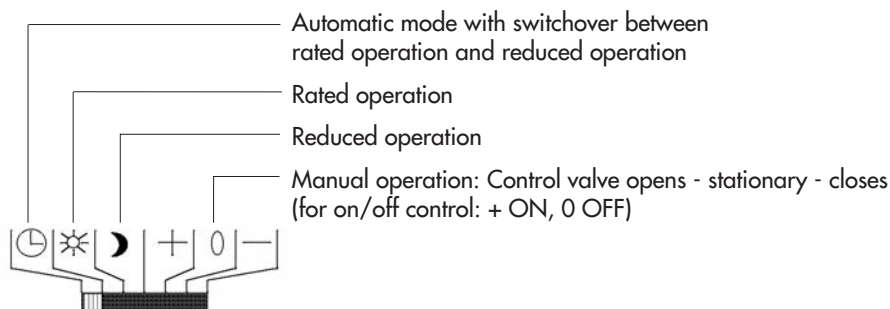 Automatic mode with switchover between
rated operation and reduced operation
Rated operation
Reduced operation
Manual operation: Control valve opens - stationary - closes
(for on/off control: + ON, 0 OFF)
+ 0 −